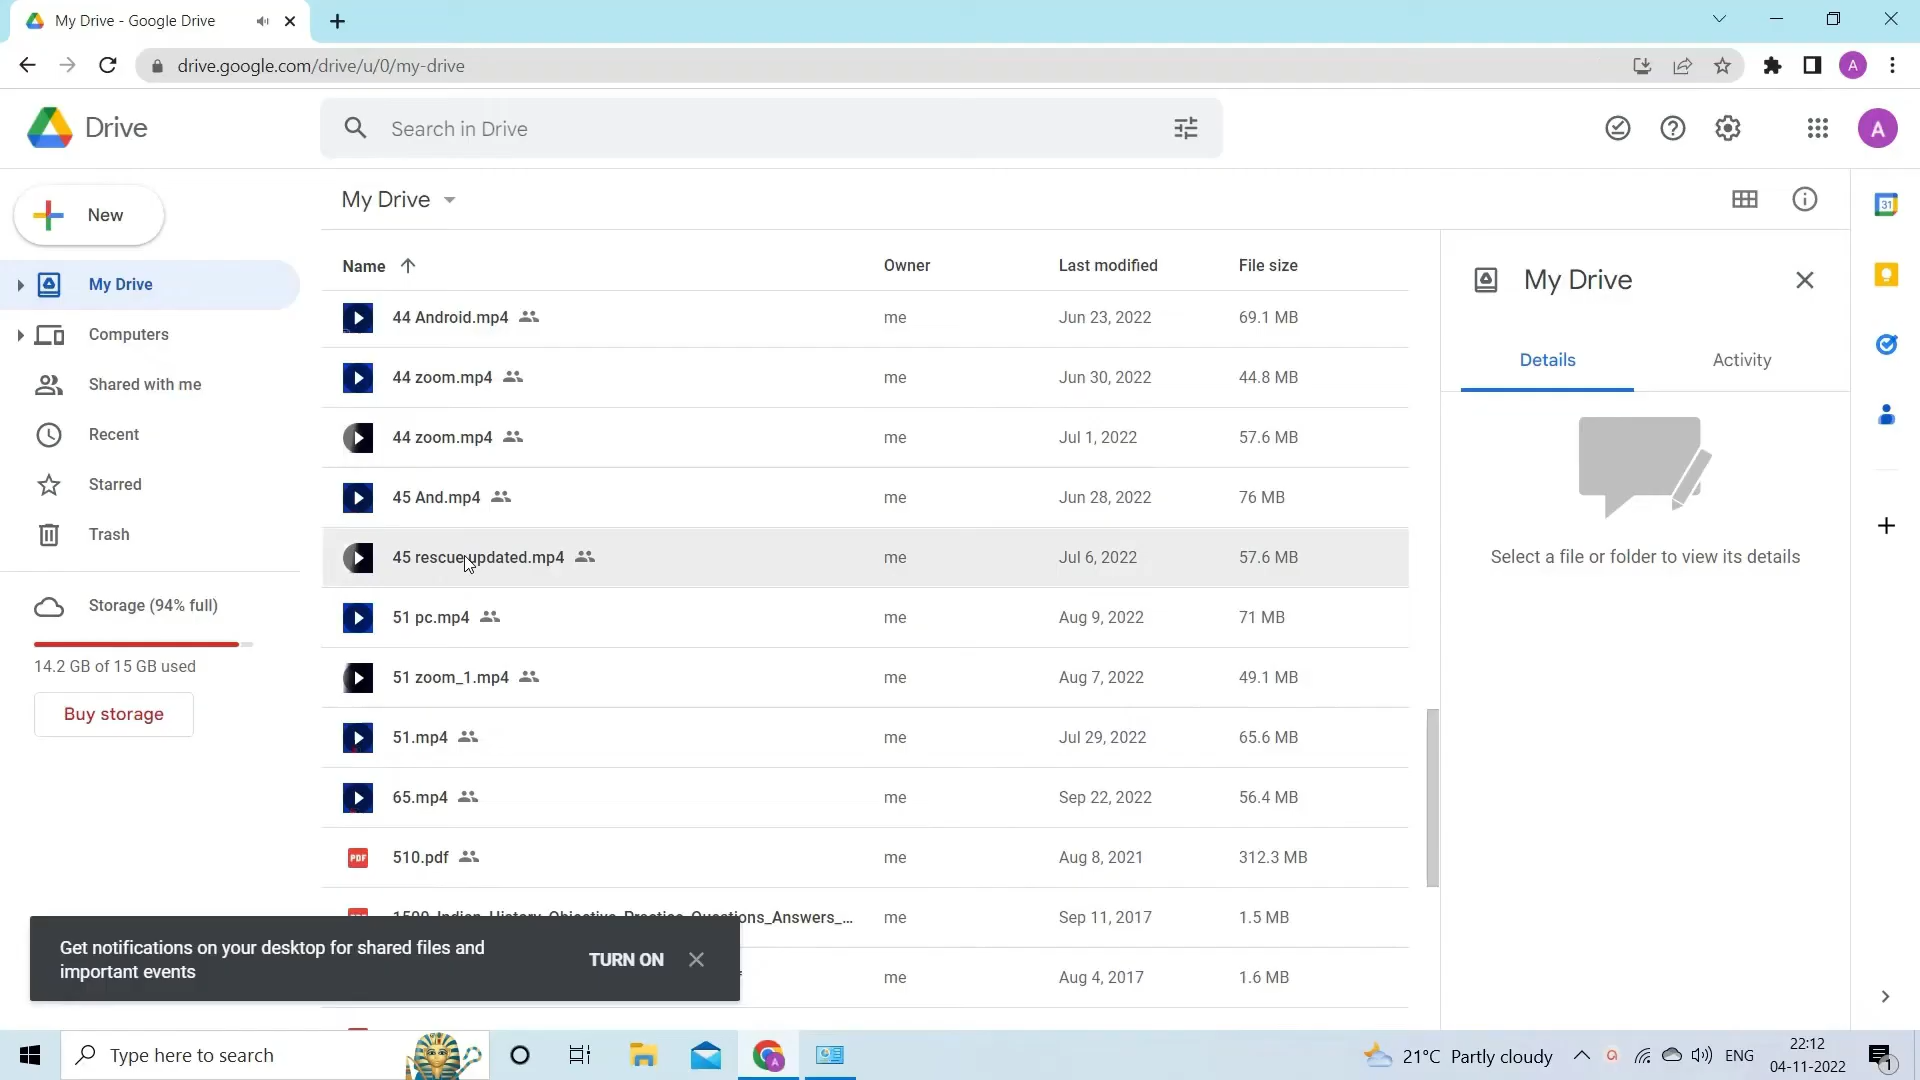 My Drive - Google Drive
drive.google.com/drive/u/0/my-drive
A
Drive
Search in Drive
A
New
My Drive
31
Name
Owner
Last modified
File size
My Drive
My Drive
44 Android.mp4
me
Jun 23, 2022
69.1 MB
Computers
Details
Activity
44 zoom.mp4
me
Jun 30, 2022
44.8 MB
Shared with me
44 zoom.mp4
me
Jul 1, 2022
57.6 MB
Recent
45 And.mp4
me
Jun 28, 2022
76 MB
Starred
Trash
45 rescue updated.mp4
me
Jul 6, 2022
57.6 MB
Select a file or folder to view its details
Storage (94% full)
51 pc.mp4
me
Aug 9, 2022
71 MB
14.2 GB of 15 GB used
51 zoom_1.mp4
me
Aug 7, 2022
49.1 MB
Buy storage
51.mp4
me
Jul 29, 2022
65.6 MB
65.mp4
me
Sep 22, 2022
56.4 MB
PDF
510.pdf
me
Aug 8, 2021
312.3 MB
1500_Indian_History_Objective_Practice_Questions_Answers_...
me
Sep 11, 2017
1.5 MB
Get notifications on your desktop for shared files and
important events
TURN ON
me
Aug 4, 2017
1.6 MB
Type here to search
A
21°C Partly cloudy
ENG
22:12
04-11-2022
1